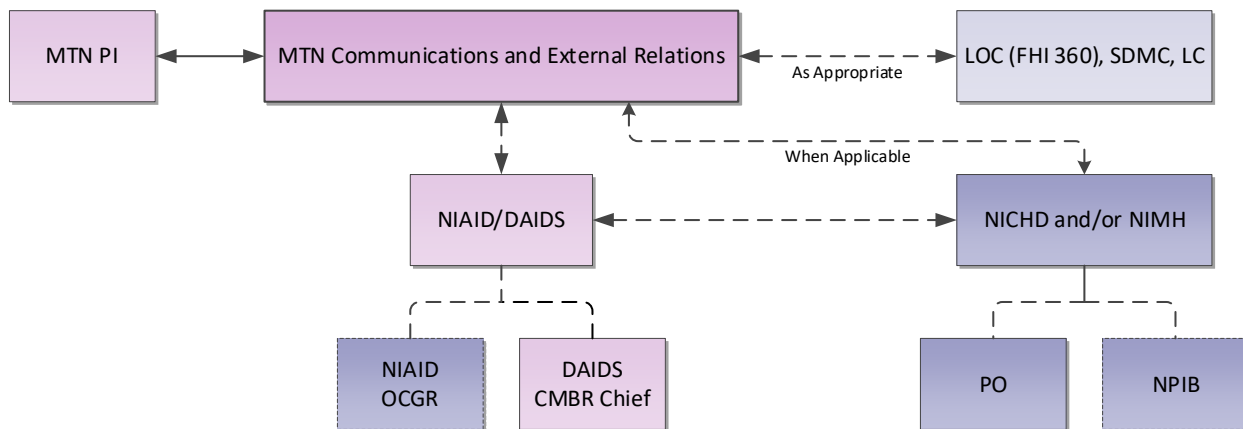 MTN PI
MTN Communications and External Relations
As Appropriate
LOC (FHI 360), SDMC, LC
When Applicable
NIAID/DAIDS
NICHD and/or NIMH
NIAID
OCGR
DAIDS
CMBR Chief
PO
NPIB